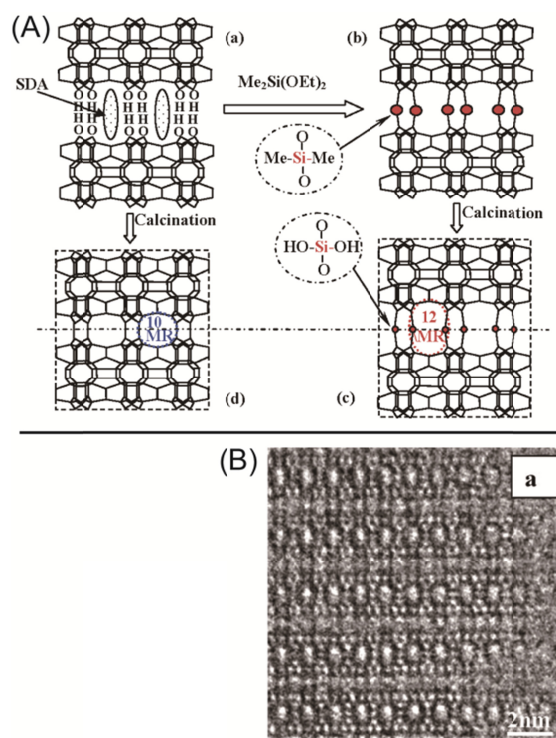 (A)
(a)
(b)
SDA
O O O O
H H H H
H H H H
O O O O
Me₂Si(OEt)₂
O
Me-Si-Me
O
Calcination
Calcination
O
HO-Si-OH
O
10
MR
12
MR
(d)
(c)
(B)
a
2nm